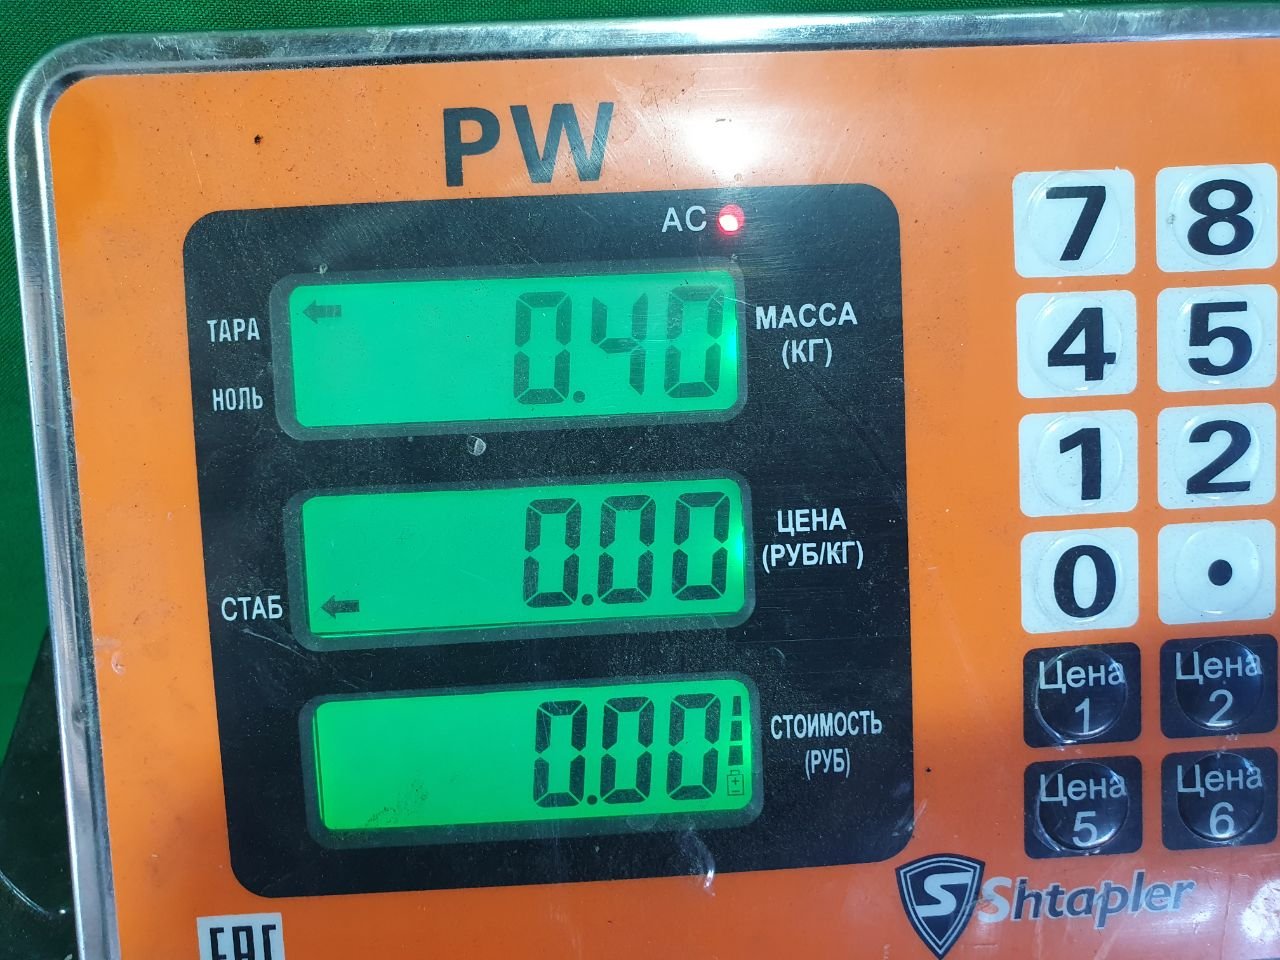 PW
AC
ТАРА
НОЛЬ
0.40
МАССА
(КГ)
СТАБ
0.00
ЦЕНА
(РУБ/КГ)
0.00
СТОИМОСТЬ
(РУБ)
7 8
4 5
1 2
0 .
Цена 1
Цена 2
Цена 5
Цена 6
S Shtapler
EAC